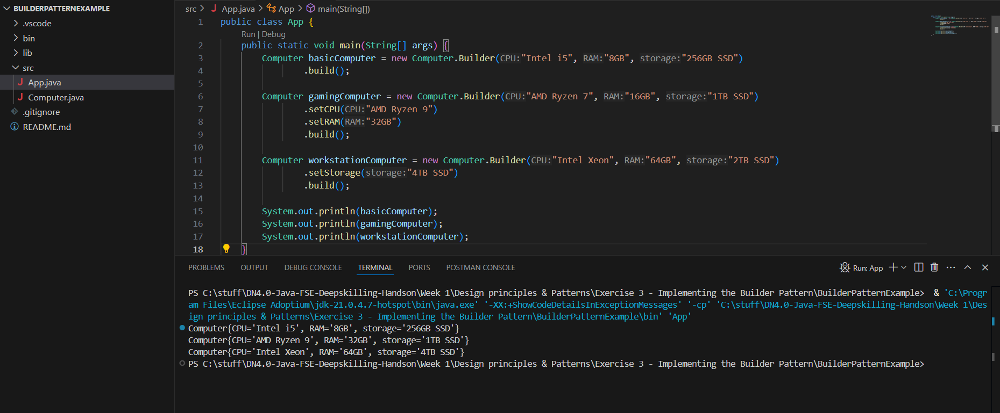 BUILDERPATTERNEXAMPLE
.vscode
bin
lib
src
App.java
Computer.java
.gitignore
README.md
src > App.java > App > main(String[])
1 public class App {
Run | Debug
2 public static void main(String[] args) {
3 Computer basicComputer = new Computer.Builder(CPU:"Intel i5", RAM:"8GB", storage:"256GB SSD")
4 .build();
5
6 Computer gamingComputer = new Computer.Builder(CPU:"AMD Ryzen 7", RAM:"16GB", storage:"1TB SSD")
7 .setCPU(CPU:"AMD Ryzen 9")
8 .setRAM(RAM:"32GB")
9 .build();
10
11 Computer workstationComputer = new Computer.Builder(CPU:"Intel Xeon", RAM:"64GB", storage:"2TB SSD")
12 .setStorage(storage:"4TB SSD")
13 .build();
14
15 System.out.println(basicComputer);
16 System.out.println(gamingComputer);
17 System.out.println(workstationComputer);
18 }
PROBLEMS OUTPUT DEBUG CONSOLE TERMINAL PORTS POSTMAN CONSOLE Run: App
PS C:\stuff\DN4.0-Java-FSE-Deepskilling-Handson\Week 1\Design principles & Patterns\Exercise 3 - Implementing the Builder Pattern\BuilderPatternExample> & 'C:\Progr
am Files\Eclipse Adoptium\jdk-21.0.4.7-hotspot\bin\java.exe' '-XX:+ShowCodeDetailsInExceptionMessages' '-cp' 'C:\stuff\DN4.0-Java-FSE-Deepskilling-Handson\Week 1\Des
ign principles & Patterns\Exercise 3 - Implementing the Builder Pattern\BuilderPatternExample\bin' 'App'
Computer{CPU='Intel i5', RAM='8GB', storage='256GB SSD'}
Computer{CPU='AMD Ryzen 9', RAM='32GB', storage='1TB SSD'}
Computer{CPU='Intel Xeon', RAM='64GB', storage='4TB SSD'}
PS C:\stuff\DN4.0-Java-FSE-Deepskilling-Handson\Week 1\Design principles & Patterns\Exercise 3 - Implementing the Builder Pattern\BuilderPatternExample>